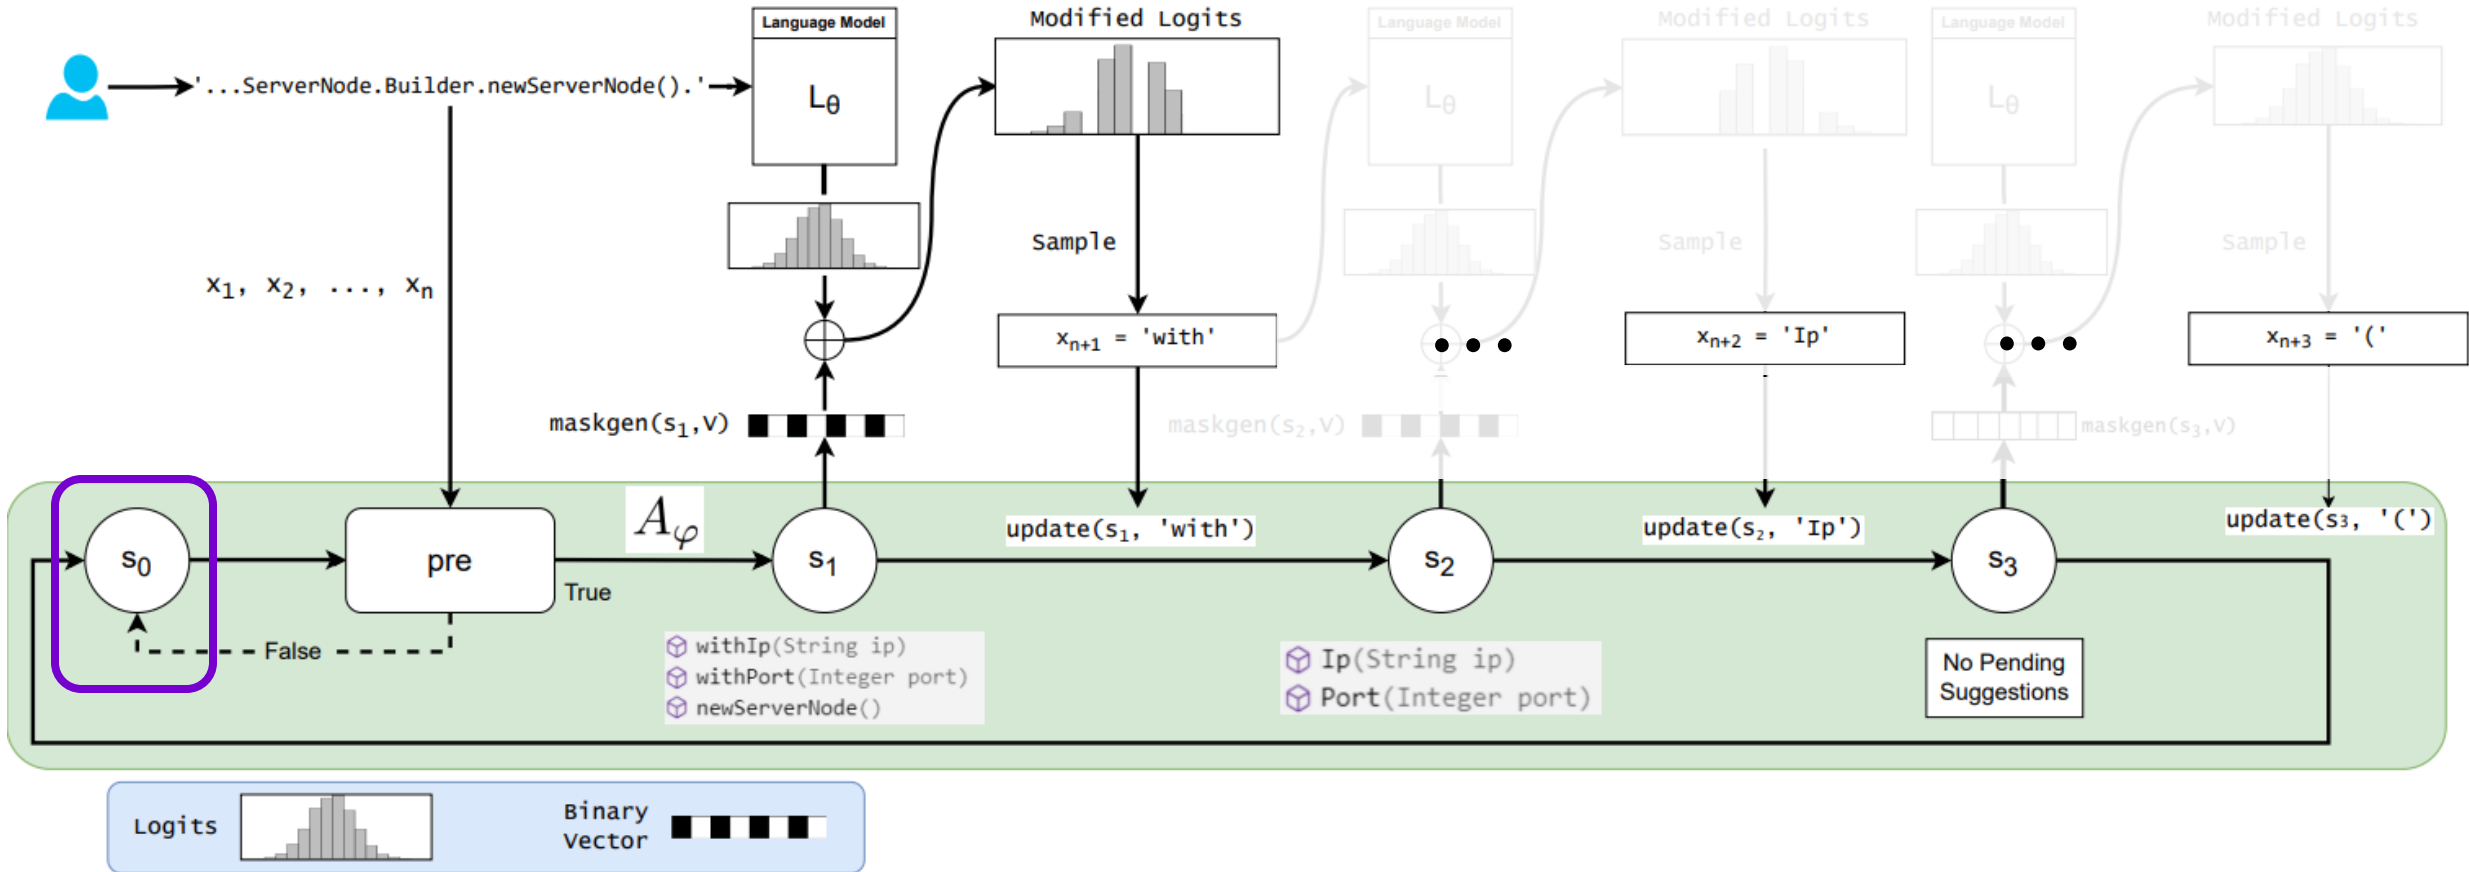 Language Model
Modified Logits
Language Model
Modified Logits
Language Model
Modified Logits
'...ServerNode.Builder.newServerNode().'
Lθ
Lθ
Lθ
Sample
Sample
Sample
x1, x2, ..., xn
xn+1 = 'with'
xn+2 = 'Ip'
xn+3 = '('
maskgen(s1,V)
maskgen(s2,V)
maskgen(s3,V)
Aφ
update(s1, 'with')
update(s2, 'Ip')
update(s3, '(')
s0
pre
s1
s2
s3
True
False
withIp(String ip)
withPort(Integer port)
newServerNode()
Ip(String ip)
Port(Integer port)
No Pending
Suggestions
Logits
Binary
Vector